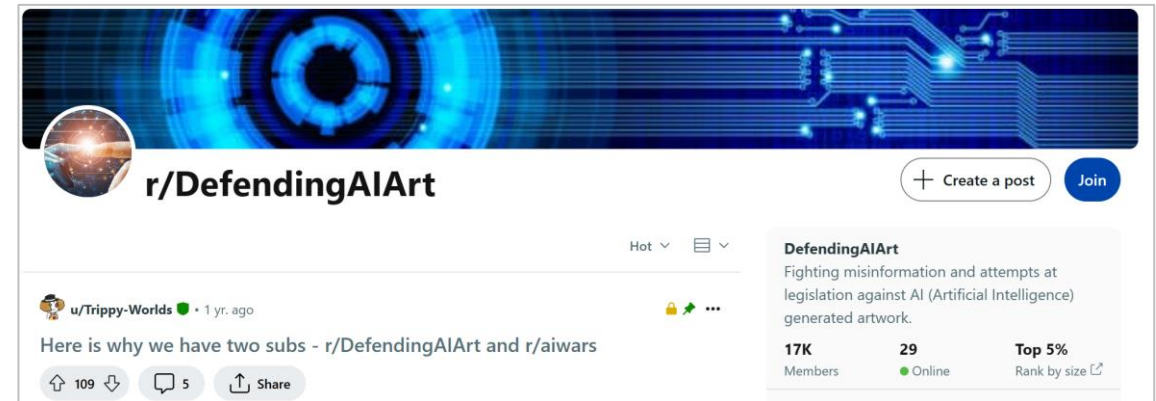 r/DefendingAIArt
Create a post
Join
Hot
u/Trippy-Worlds • 1 yr. ago
Here is why we have two subs - r/DefendingAIArt and r/aiwars
109
5
Share
DefendingAIArt
Fighting misinformation and attempts at
legislation against AI (Artificial Intelligence)
generated artwork.
17K 29 Top 5%
Members Online Rank by size